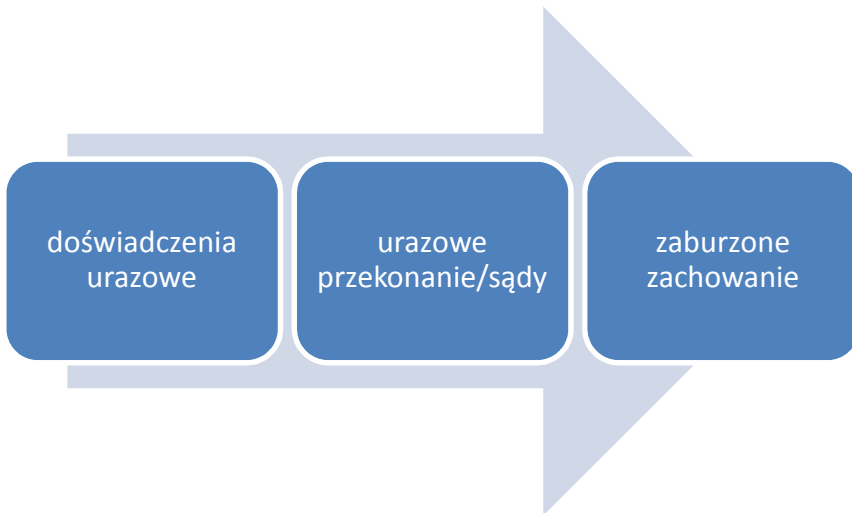 doświadczenia
urazowe
urazowe
przekonanie/sądy
zaburzone
zachowanie